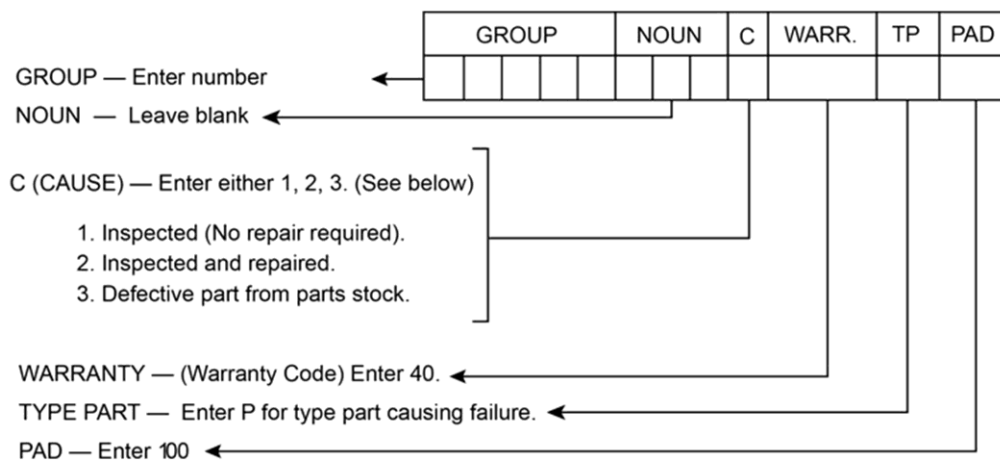 GROUP NOUN C WARR. TP PAD
GROUP — Enter number
NOUN — Leave blank
C (CAUSE) — Enter either 1, 2, 3. (See below)
1. Inspected (No repair required).
2. Inspected and repaired.
3. Defective part from parts stock.
WARRANTY — (Warranty Code) Enter 40.
TYPE PART — Enter P for type part causing failure.
PAD — Enter 100